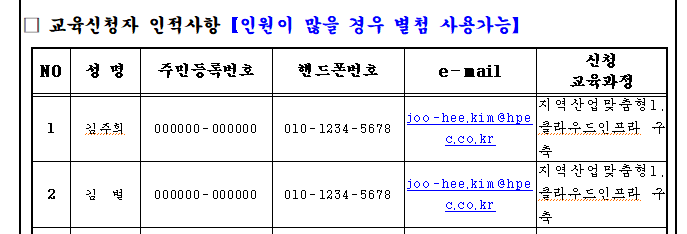 □ 교육신청자 인적사항 【인원이 많을 경우 별첨 사용가능】
NO 성 명 주민등록번호 핸드폰번호 e-mail 신청
교육과정
1 김주희 000000-000000 010-1234-5678 joo-hee.kim@hpe
c.co.kr 지역산업맞춤형1.
클라우드인프라 구
축
2 김 별 000000-000000 010-1234-5678 joo-hee.kim@hpe
c.co.kr 지역산업맞춤형1.
클라우드인프라 구
축